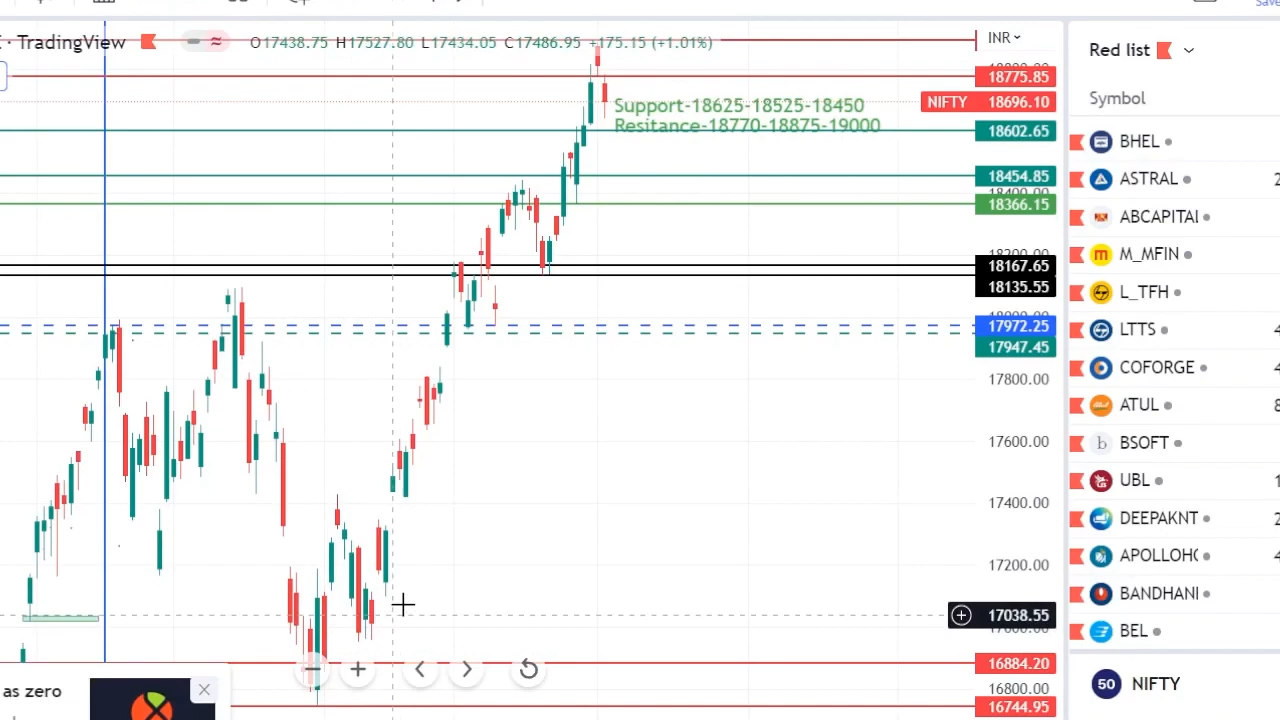 · TradingView
O17438.75 H17527.80 L17434.05 C17486.95 +175.15 (+1.01%)
INR
18775.85
NIFTY 18696.10
Support-18625-18525-18450
Resitance-18770-18875-19000
18602.65
18454.85
18400.00
18366.15
18200.00
18167.65
18135.55
17972.25
17947.45
17800.00
17600.00
17400.00
17200.00
17038.55
16884.20
16800.00
16744.95
as zero
Red list
Symbol
BHEL
ASTRAL
ABCAPITAL
M_MFIN
L_TFH
LTTS
COFORGE
ATUL
BSOFT
UBL
DEEPAKNT
APOLLOHO
BANDHANI
BEL
50 NIFTY